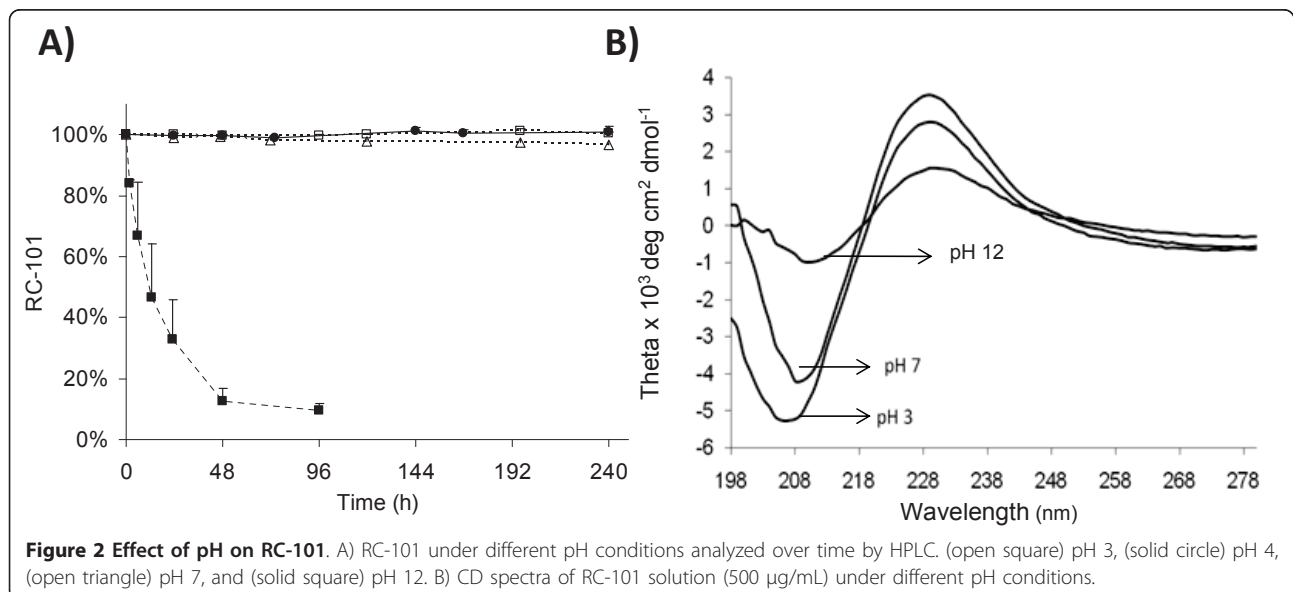 A)
B)
100%
80%
60%
40%
20%
0%
RC-101
0 48 96 144 192 240
Time (h)
4
3
2
1
0
-1
-2
-3
-4
-5
-6
Theta x 10³ deg cm² dmol⁻¹
pH 12
pH 7
pH 3
198 208 218 228 238 248 258 268 278
Wavelength (nm)
Figure 2 Effect of pH on RC-101. A) RC-101 under different pH conditions analyzed over time by HPLC. (open square) pH 3, (solid circle) pH 4,
(open triangle) pH 7, and (solid square) pH 12. B) CD spectra of RC-101 solution (500 μg/mL) under different pH conditions.